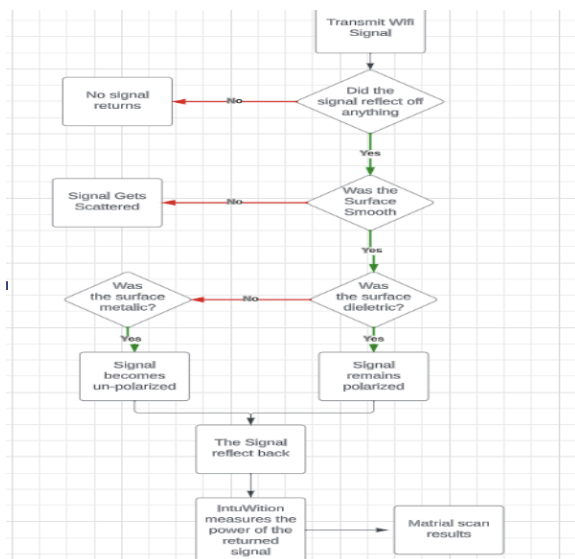 Transmit Wifi
Signal
Did the
signal reflect off
anything
No
No signal
returns
Yes
Was the
Surface
Smooth
No
Signal Gets
Scattered
Yes
Was
the surface
dieletric?
No
Was
the surface
metalic?
Yes
Yes
Signal
becomes
un-polarized
Signal
remains
polarized
The Signal
reflect back
IntuWition
measures the
power of the
returned
signal
Matrial scan
results